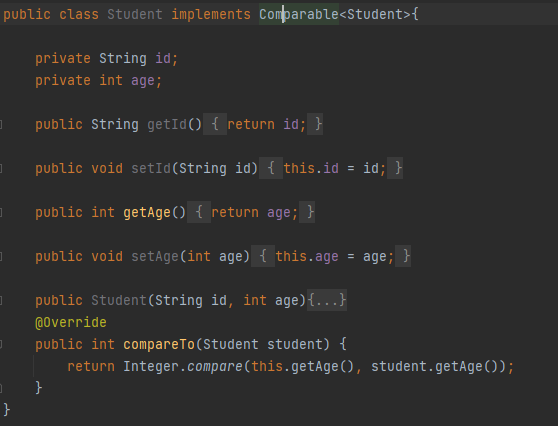 public class Student implements Comparable<Student>{
private String id;
private int age;
public String getId() { return id; }
public void setId(String id) { this.id = id; }
public int getAge() { return age; }
public void setAge(int age) { this.age = age; }
public Student(String id, int age){...}
@Override
public int compareTo(Student student) {
return Integer.compare(this.getAge(), student.getAge());
}
}